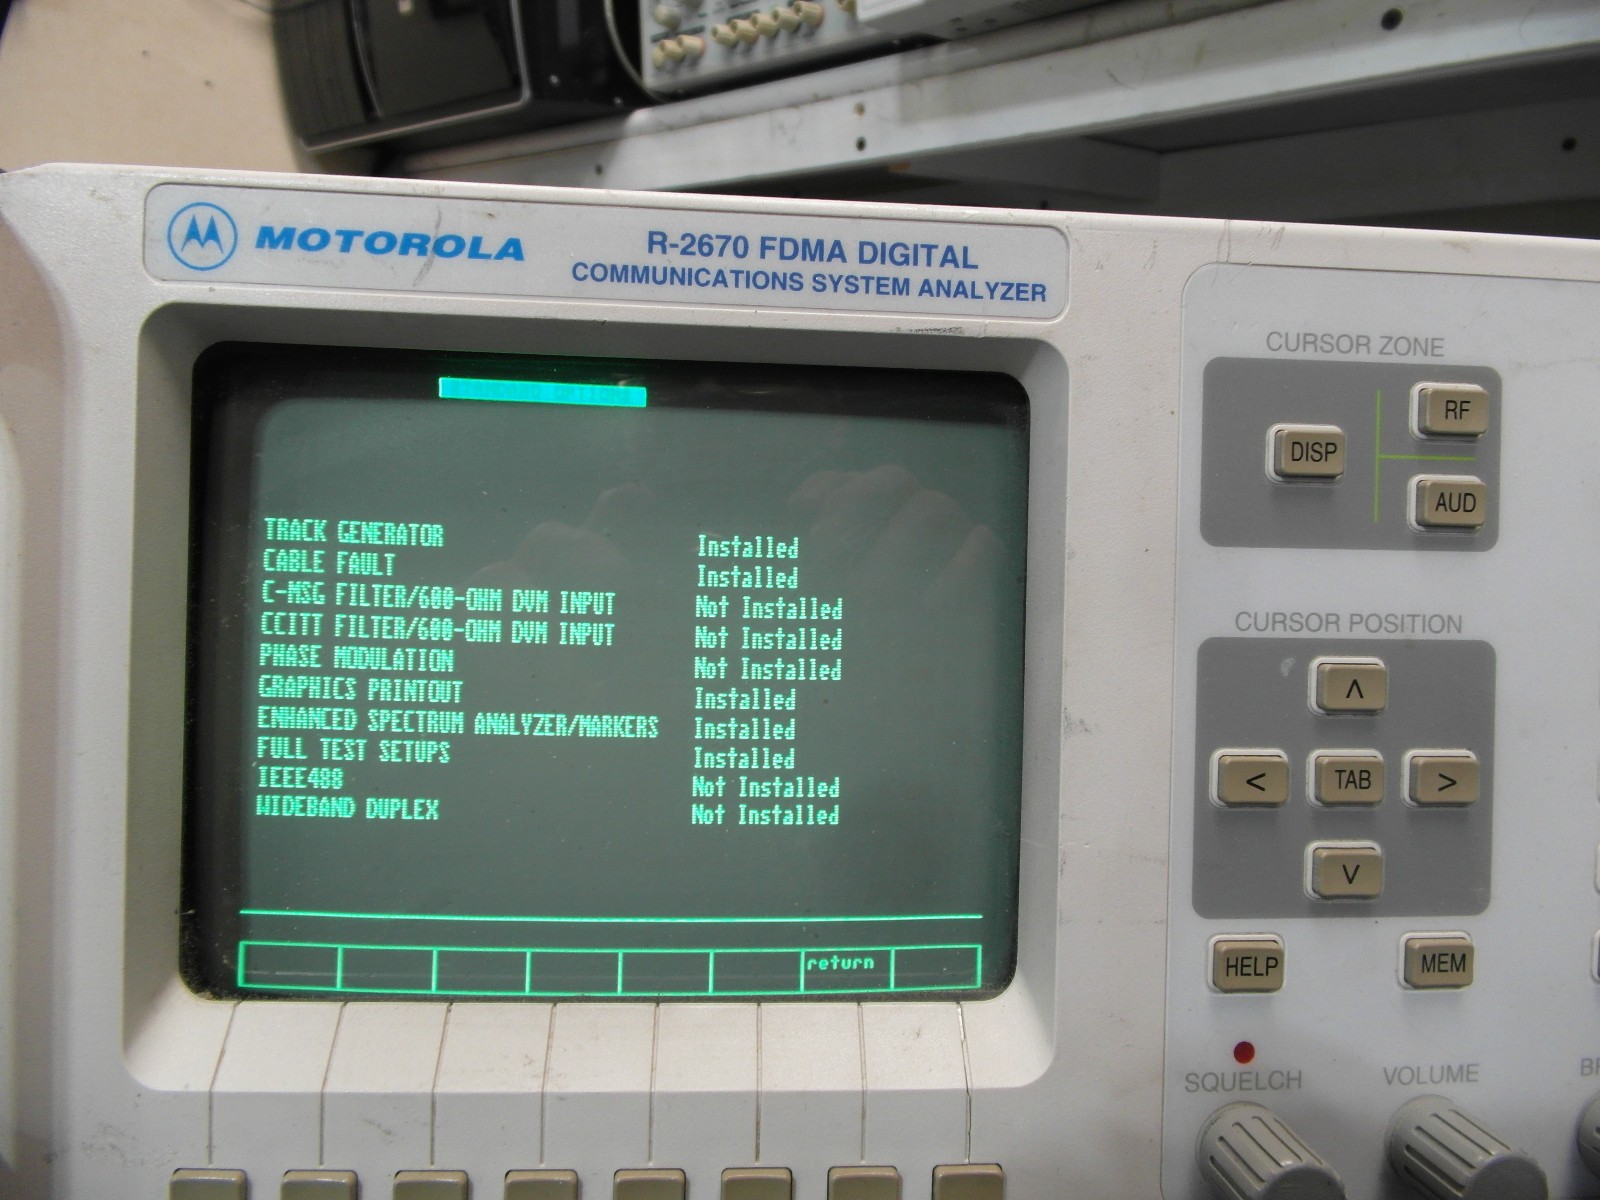 MOTOROLA
R-2670 FDMA DIGITAL
COMMUNICATIONS SYSTEM ANALYZER
OPTIONS
TRACK GENERATOR Installed
CABLE FAULT Installed
C-MSG FILTER/600-OHM DVM INPUT Not Installed
CCITT FILTER/600-OHM DVM INPUT Not Installed
PHASE MODULATION Not Installed
GRAPHICS PRINTOUT Installed
ENHANCED SPECTRUM ANALYZER/MARKERS Installed
FULL TEST SETUPS Installed
IEEE488 Not Installed
WIDEBAND DUPLEX Not Installed
return
CURSOR ZONE
RF
DISP
AUD
CURSOR POSITION
^
< TAB >
V
HELP MEM
SQUELCH VOLUME